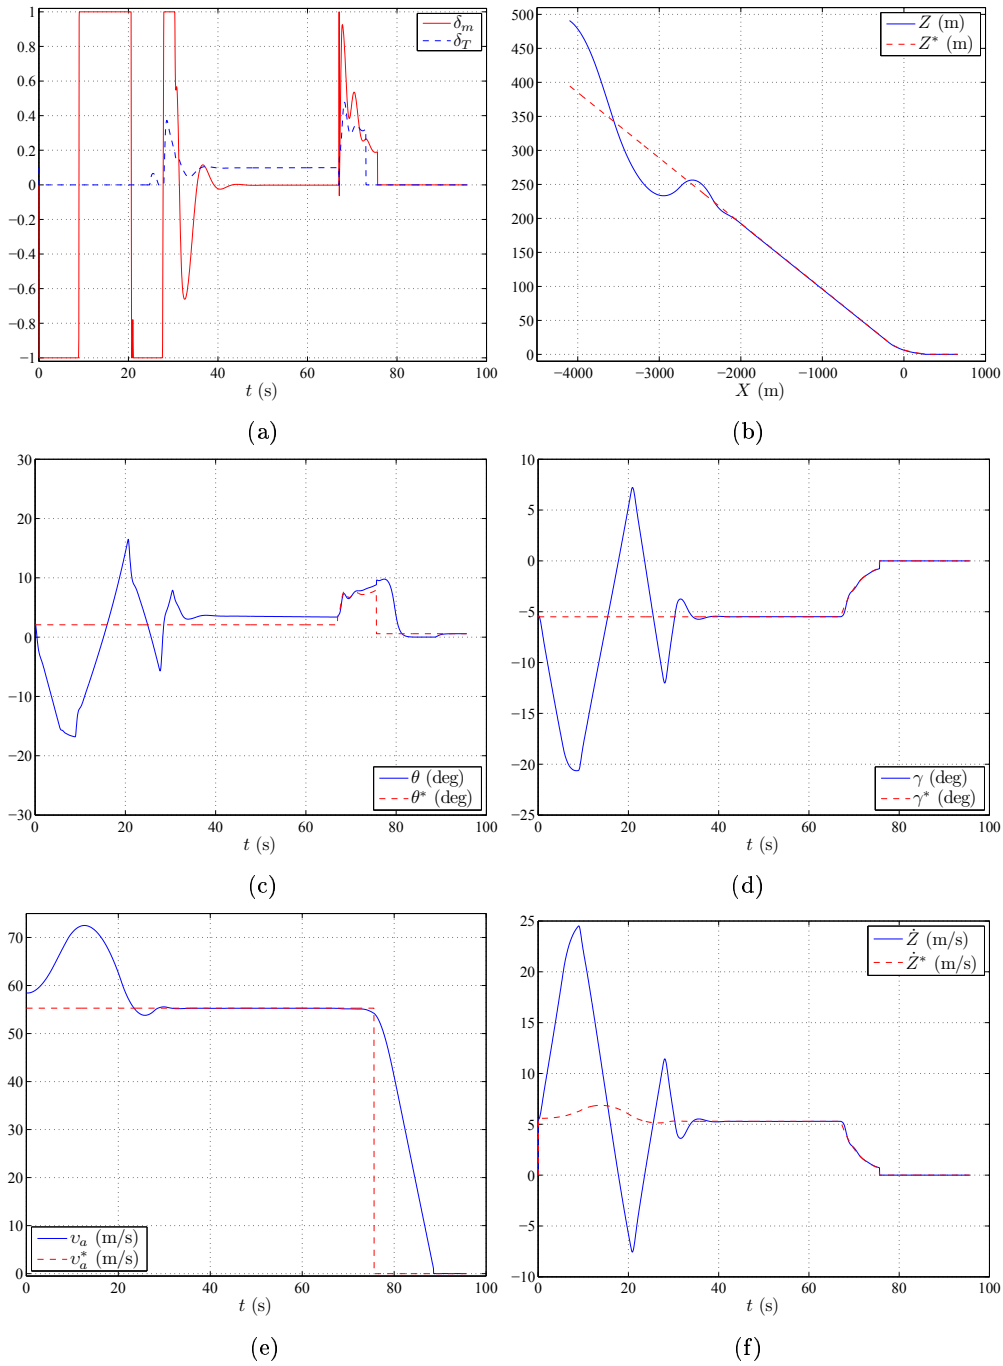 1
0.8
0.6
0.4
0.2
0
−0.2
−0.4
−0.6
−0.8
−1
0 20 40 60 80 100
t (s)
δm
δT
(a)
500
450
400
350
300
250
200
150
100
50
0
−4000 −3000 −2000 −1000 0 1000
X (m)
Z (m)
Z* (m)
(b)
30
20
10
0
−10
−20
−30
0 20 40 60 80 100
t (s)
θ (deg)
θ* (deg)
(c)
10
5
0
−5
−10
−15
−20
−25
0 20 40 60 80 100
t (s)
γ (deg)
γ* (deg)
(d)
70
60
50
40
30
20
10
0
0 20 40 60 80 100
t (s)
υa (m/s)
υa* (m/s)
(e)
25
20
15
10
5
0
−5
−10
0 20 40 60 80 100
t (s)
Ż (m/s)
Ż* (m/s)
(f)